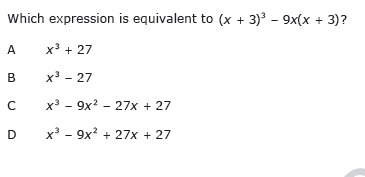 Which expression is equivalent to (x + 3)³ – 9x(x + 3)?
A x³ + 27
B x³ – 27
C x³ – 9x² – 27x + 27
D x³ – 9x² + 27x + 27